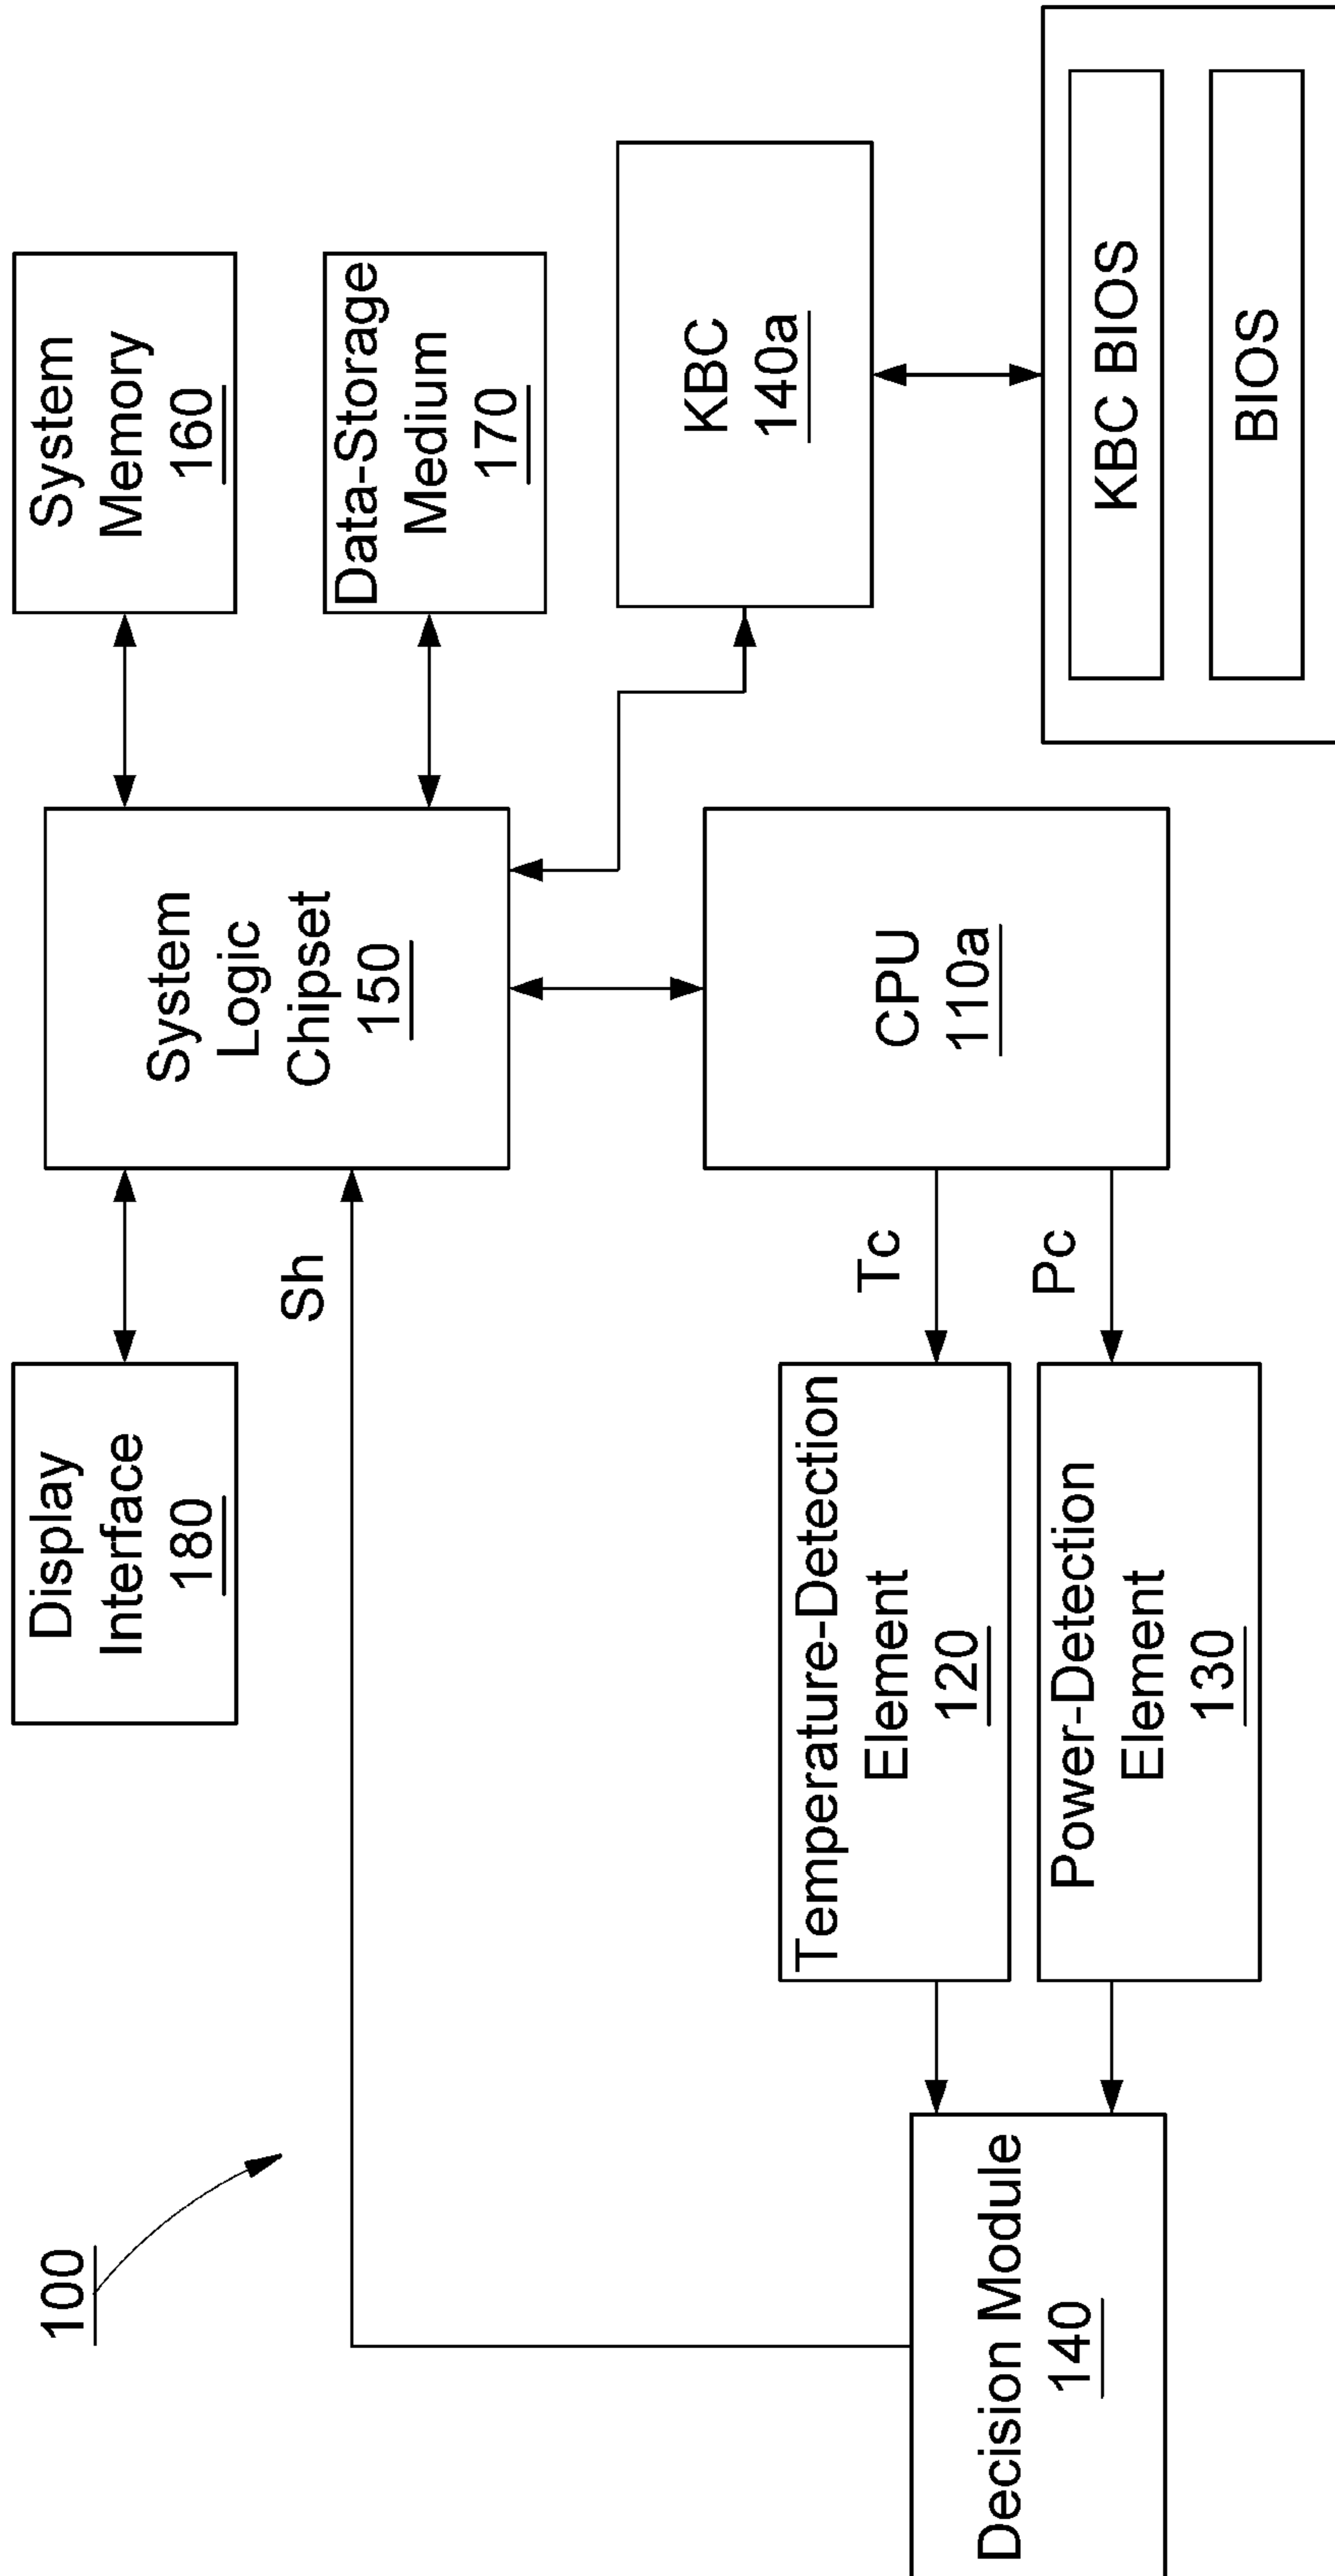 100
Display
Interface
180
Sh
System
Logic
Chipset
150
System
Memory
160
Data-Storage
Medium
170
KBC
140a
KBC BIOS
BIOS
CPU
110a
Tc
Pc
Temperature-Detection
Element
120
Power-Detection
Element
130
Decision Module
140